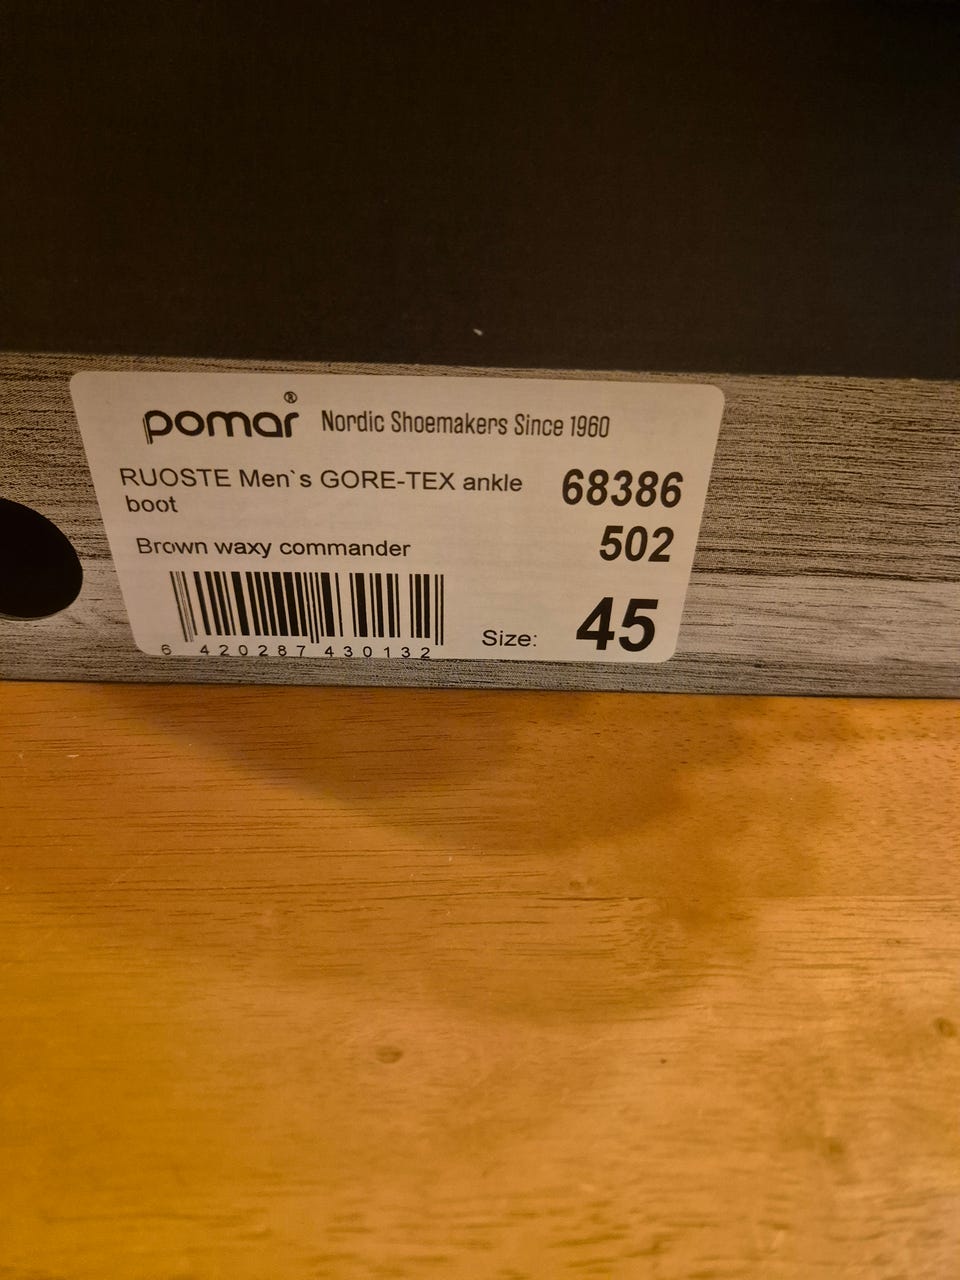 pomar® Nordic Shoemakers Since 1960
RUOSTE Men`s GORE-TEX ankle
boot
68386
502
Brown waxy commander
6 420287 430132
Size: 45